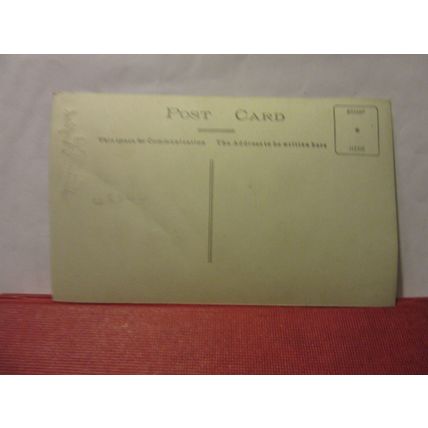 POST CARD
This space for Communication The Address to be written here
STAMP
HERE